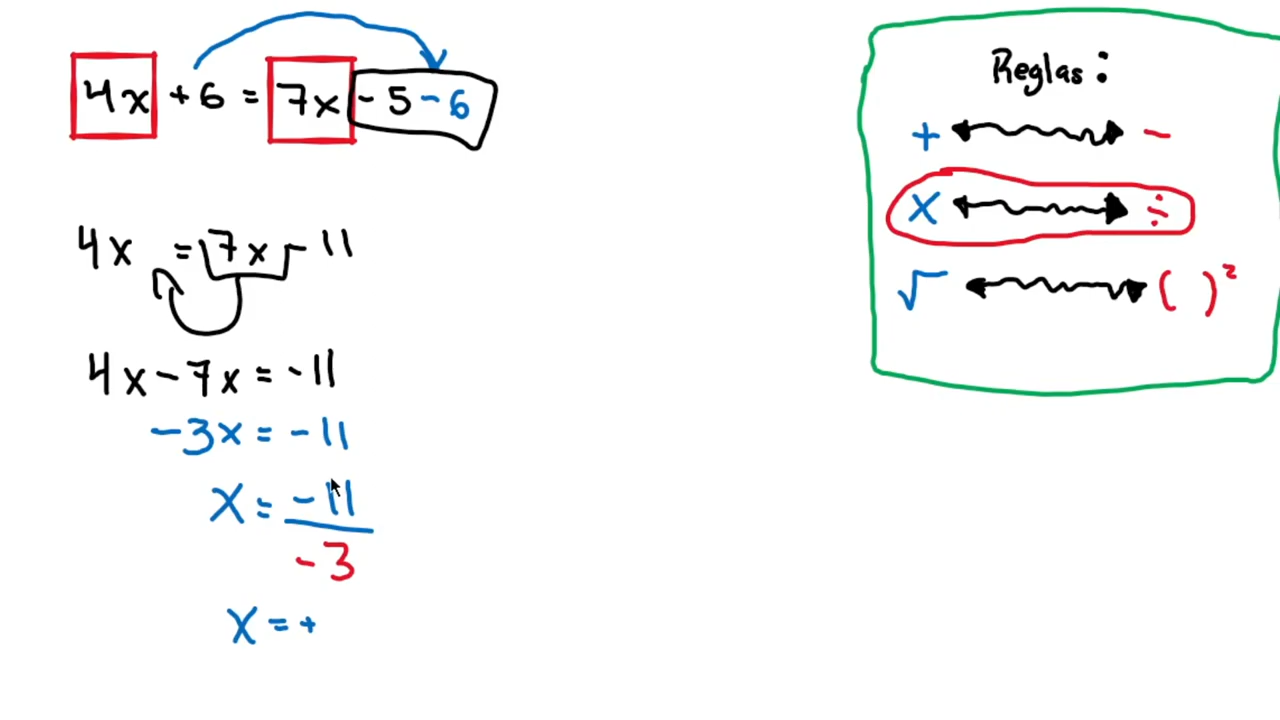 4x + 6 = 7x - 5 - 6
4x = 7x - 11
4x - 7x = -11
-3x = -11
x = -11
-3
x = +
Reglas:
+ -
x ÷
√ ( )²